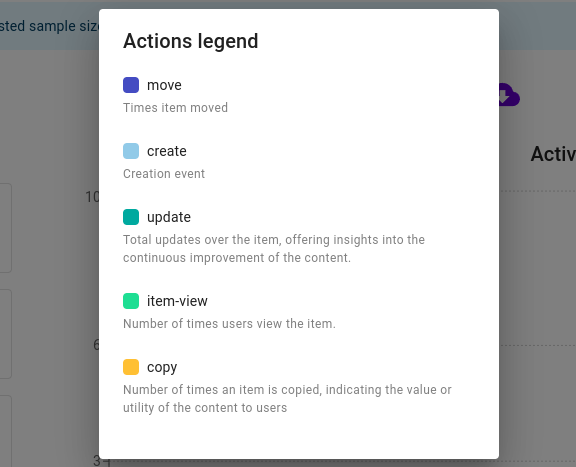 sted sample siz
Actions legend
move
Times item moved
create
Creation event
Activ
update
10
Total updates over the item, offering insights into the
continuous improvement of the content.
item-view
Number of times users view the item.
6
copy
Number of times an item is copied, indicating the value or
utility of the content to users
3